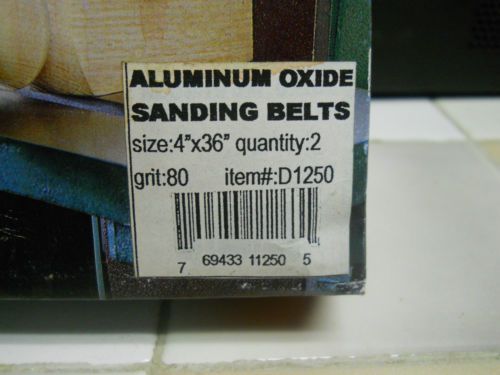 ALUMINUM OXIDE
SANDING BELTS
size:4"x36" quantity:2
grit:80 item#:D1250
7 69433 11250 5